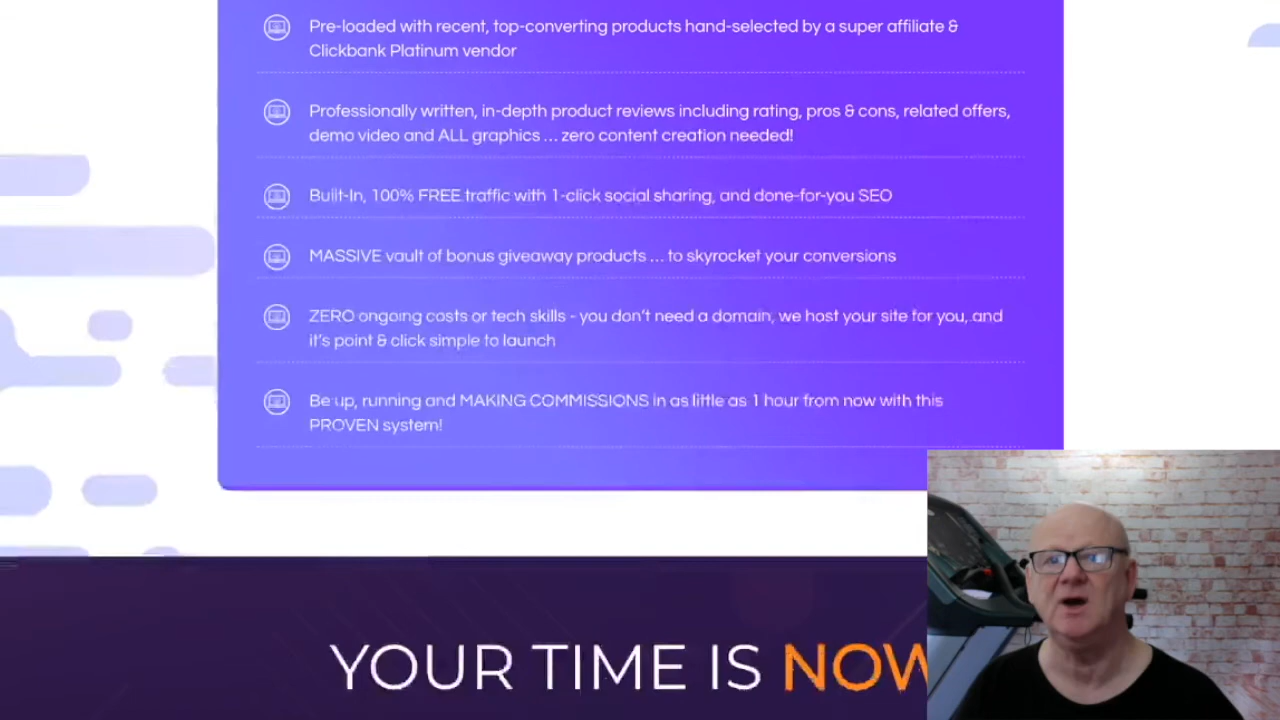 Pre-loaded with recent, top-converting products hand-selected by a super affiliate &
Clickbank Platinum vendor
Professionally written, in-depth product reviews including rating, pros & cons, related offers,
demo video and ALL graphics ... zero content creation needed!
Built-In, 100% FREE traffic with 1-click social sharing, and done-for-you SEO
MASSIVE vault of bonus giveaway products ... to skyrocket your conversions
ZERO ongoing costs or tech skills - you don't need a domain, we host your site for you, and
it's point & click simple to launch
Be up, running and MAKING COMMISSIONS in as little as 1 hour from now with this
PROVEN system!
YOUR TIME IS NOW